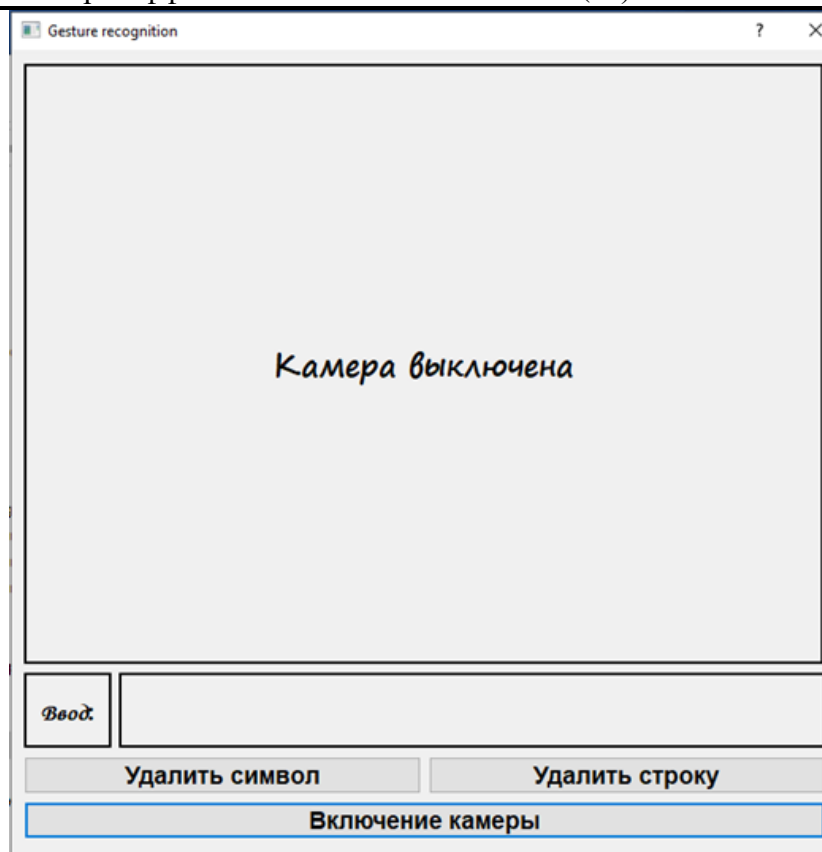 Gesture recognition ?
Камера выключена
Ввод:
Удалить символ Удалить строку
Включение камеры